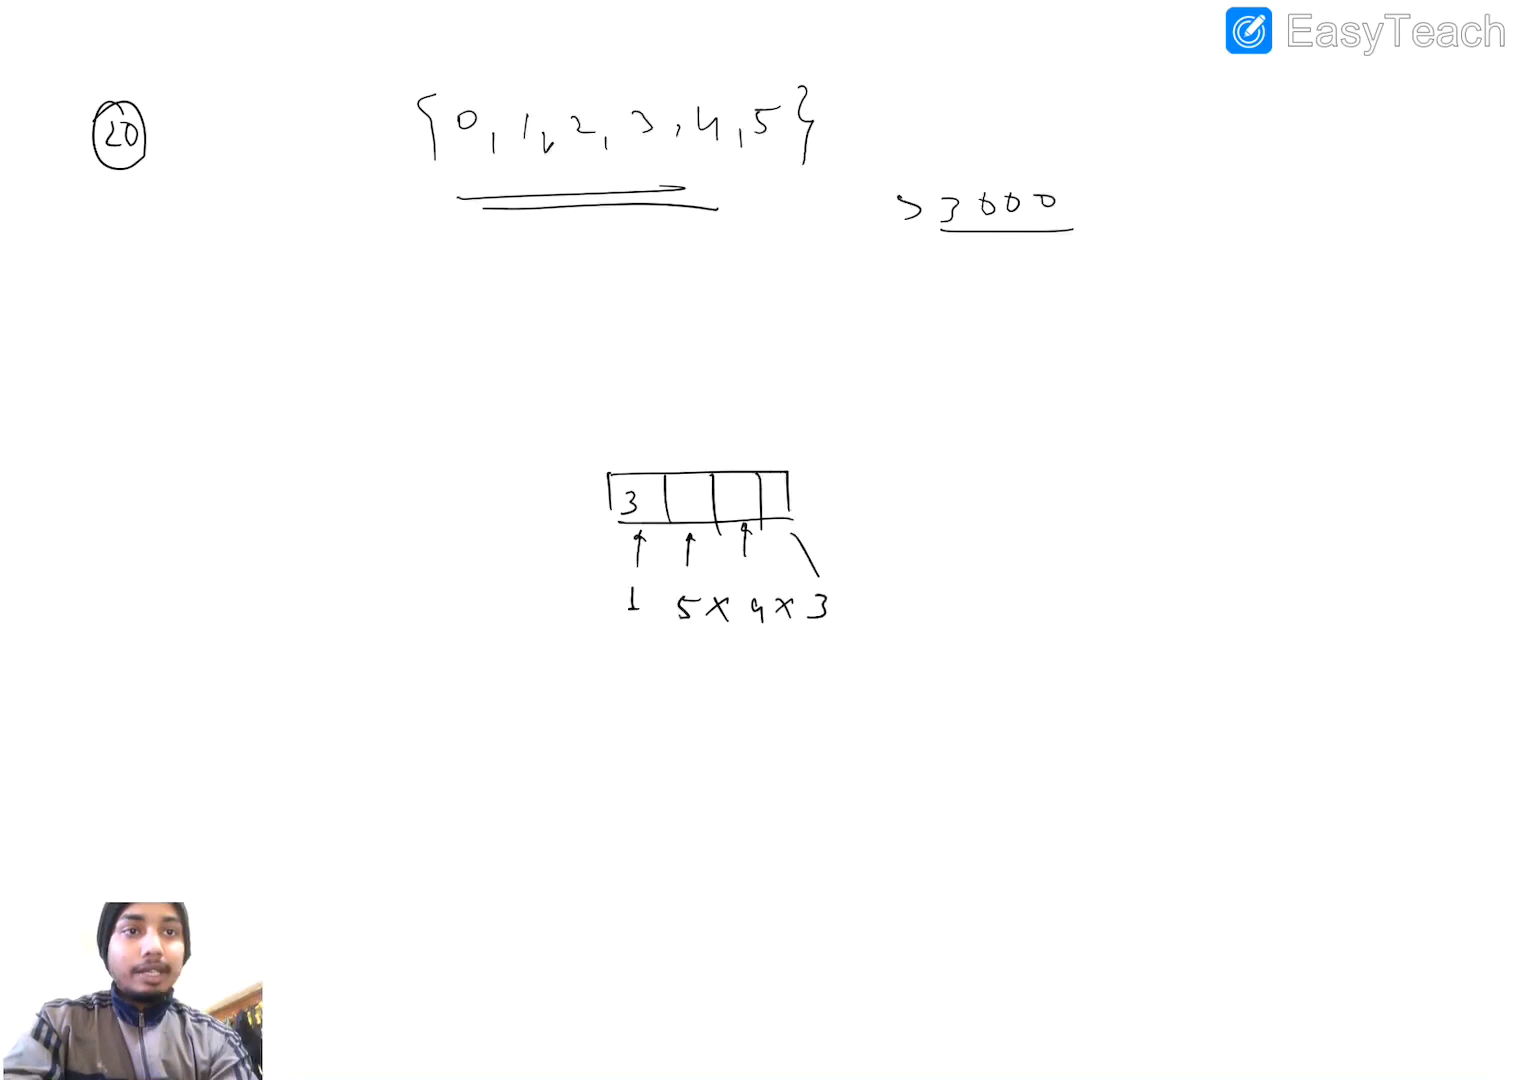 EasyTeach
20
{0, 1, 2, 3, 4, 5}
> 3000
3
1 5 x 4 x 3